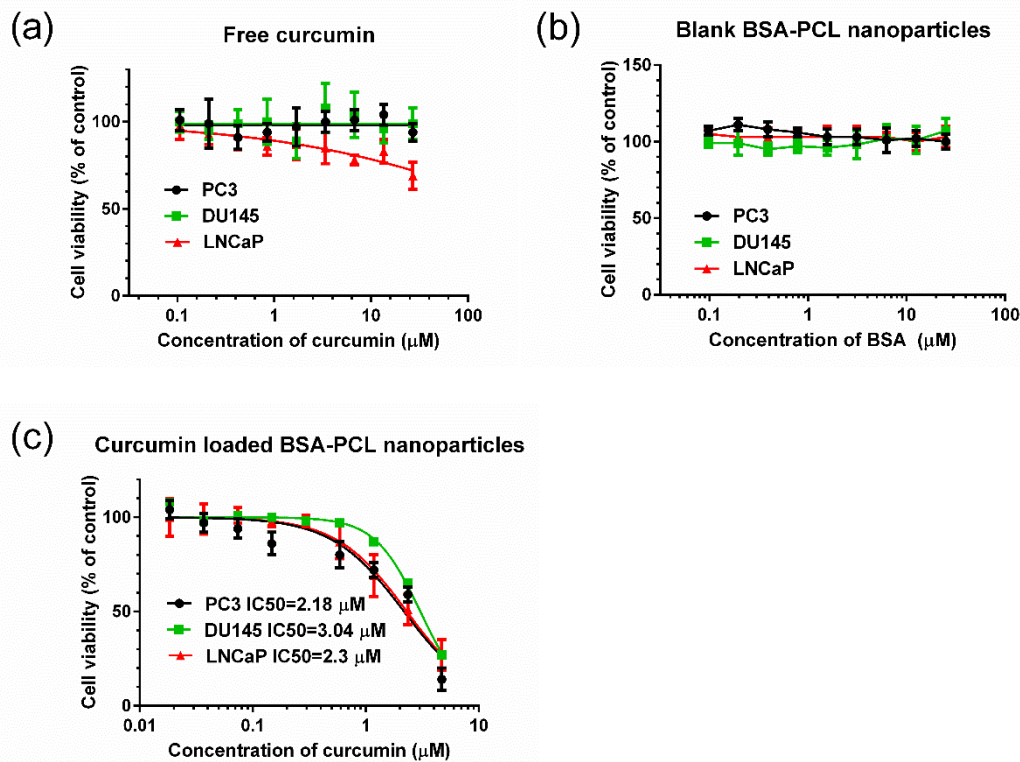 (a)
Free curcumin
Cell viability (% of control)
100
50
0
PC3
DU145
LNCaP
0.1
1
10
100
Concentration of curcumin (μM)
(b)
Blank BSA-PCL nanoparticles
Cell viability (% of control)
150
100
50
0
PC3
DU145
LNCaP
0.1
1
10
100
Concentration of BSA (μM)
(c)
Curcumin loaded BSA-PCL nanoparticles
Cell viability (% of control)
100
50
0
PC3 IC50=2.18 μM
DU145 IC50=3.04 μM
LNCaP IC50=2.3 μM
0.01
0.1
1
10
Concentration of curcumin (μM)